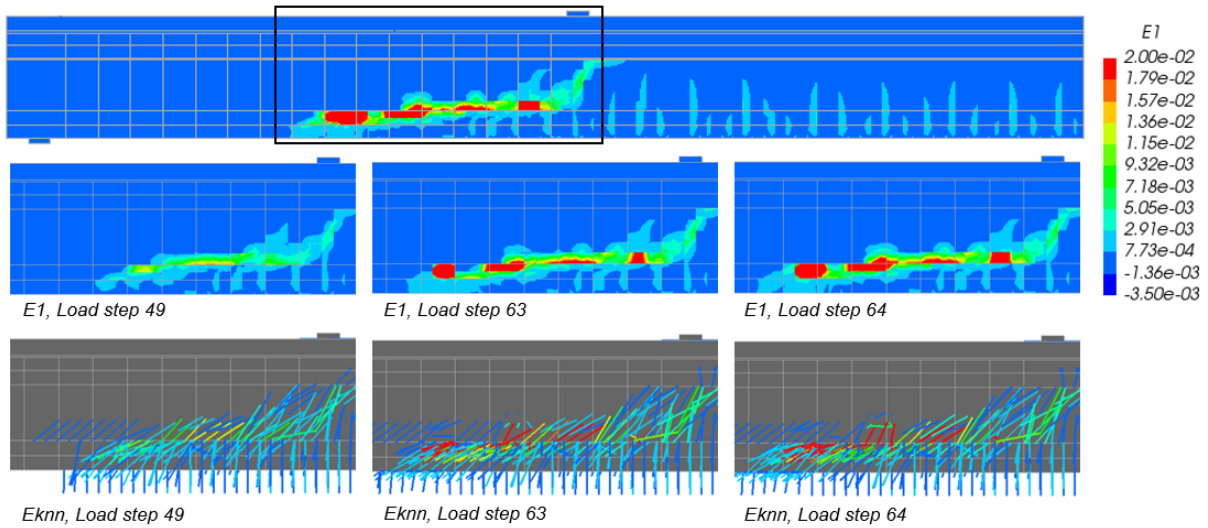 E1
2.00e-02
1.79e-02
1.57e-02
1.36e-02
1.15e-02
9.32e-03
7.18e-03
5.05e-03
2.91e-03
7.73e-04
-1.36e-03
-3.50e-03
E1, Load step 49
E1, Load step 63
E1, Load step 64
Eknn, Load step 49
Eknn, Load step 63
Eknn, Load step 64